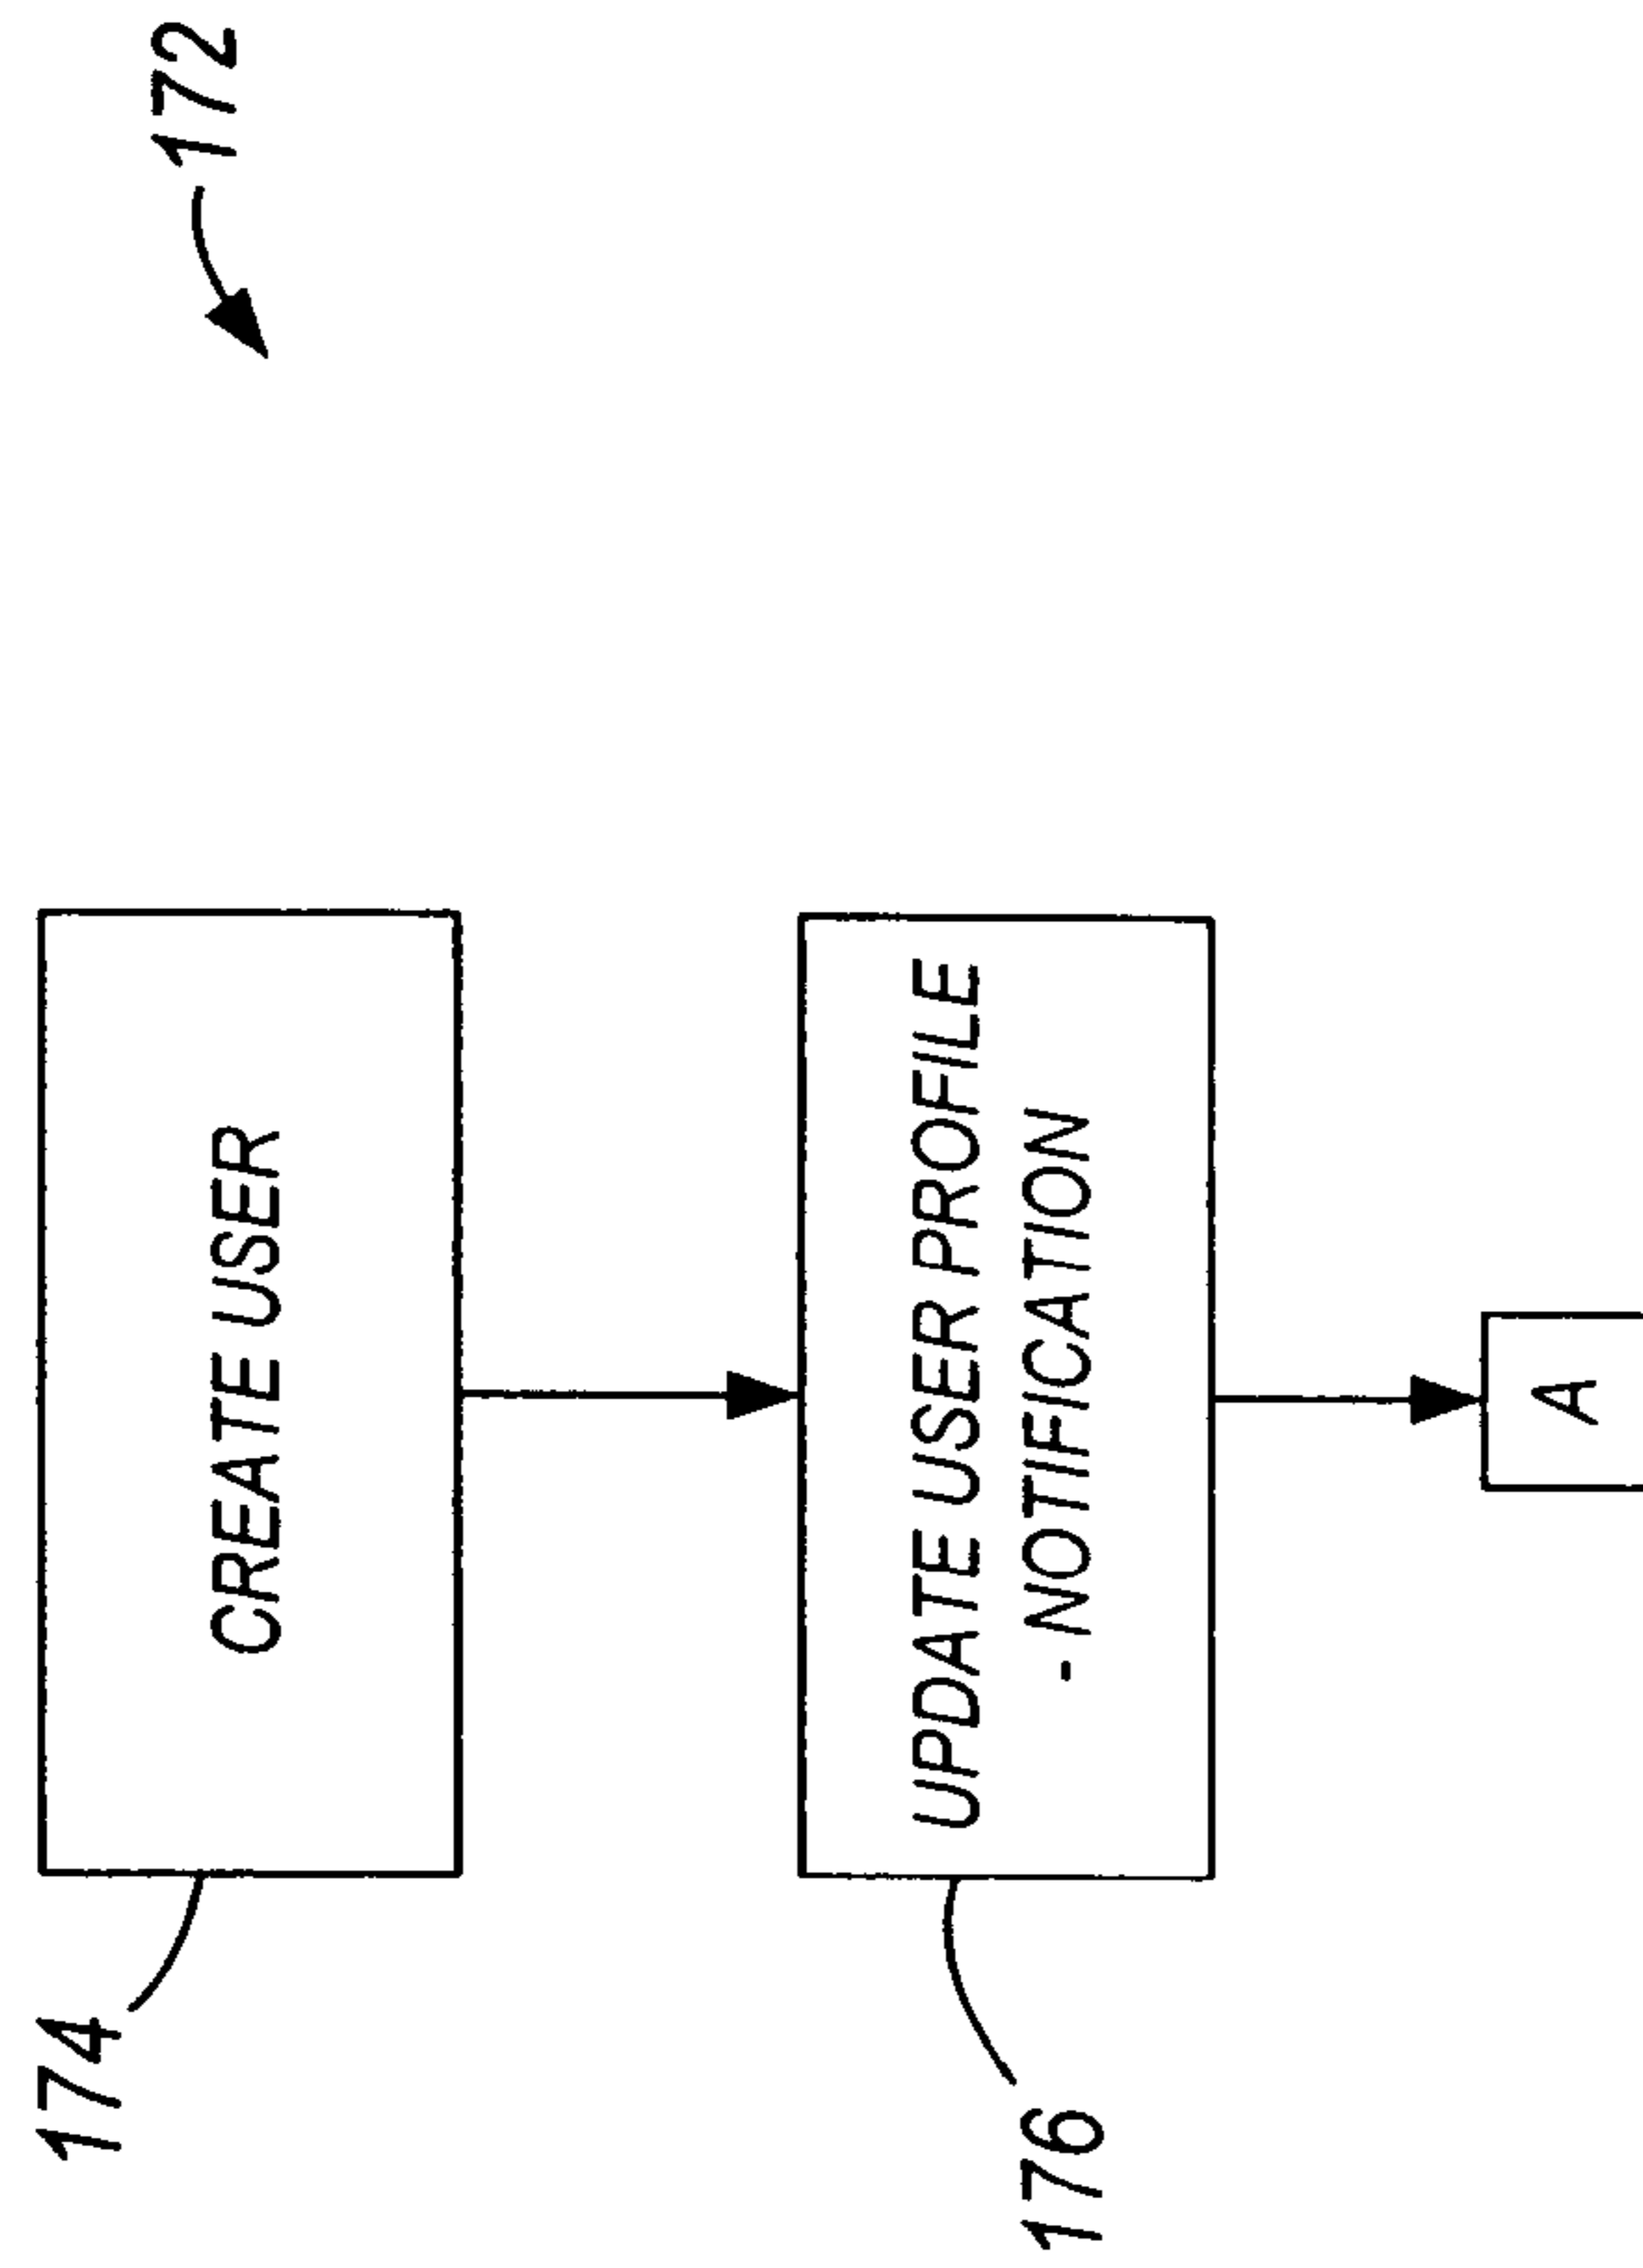 172
174
CREATE USER
176
UPDATE USER PROFILE
- NOTIFICATION
A